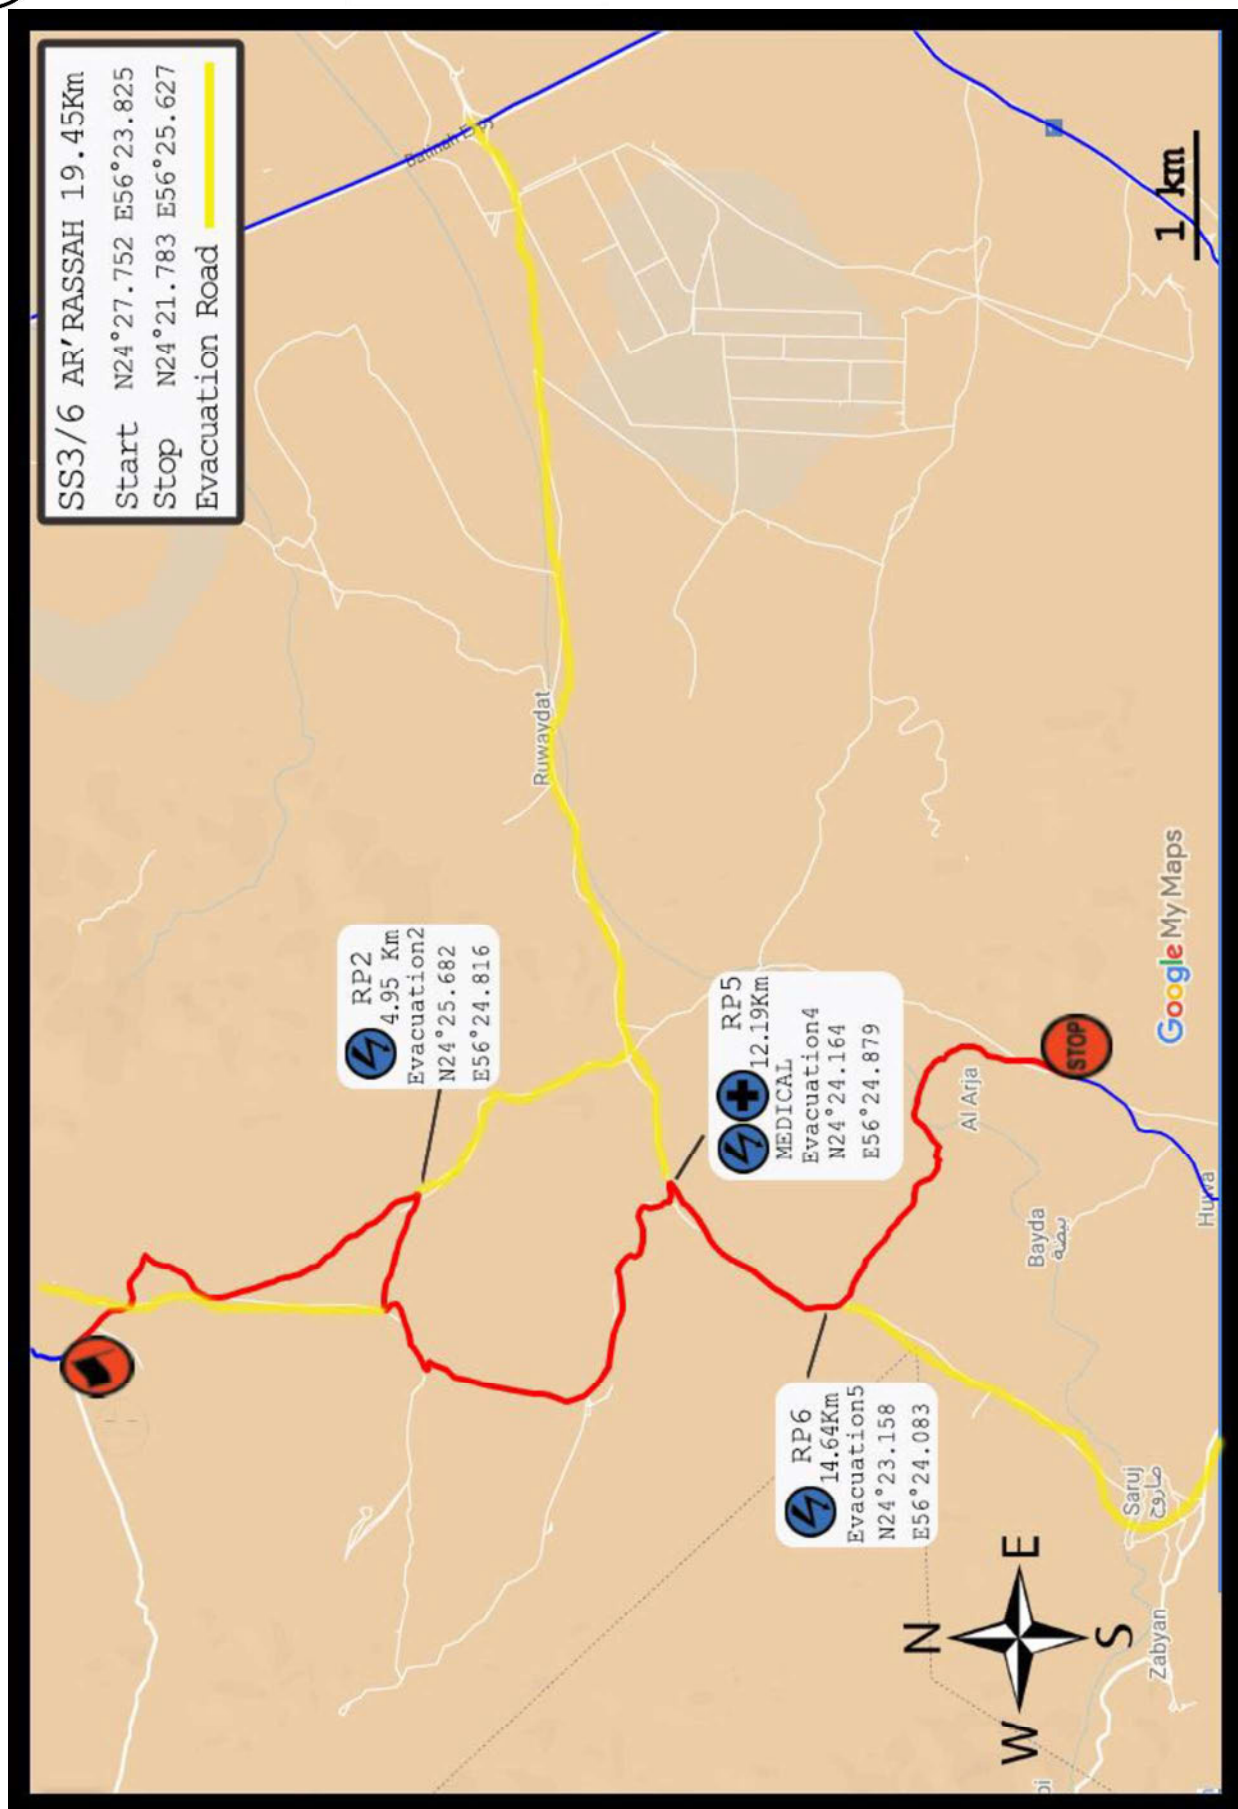 SS3/6 AR'RASSAH 19.45Km
Start N24°27.752 E56°23.825
Stop N24°21.783 E56°25.627
Evacuation Road
Ruwaydat
RP2
4.95 Km
Evacuation2
N24°25.682
E56°24.816
RP5
12.19Km
MEDICAL
Evacuation4
N24°24.164
E56°24.879
RP6
14.64Km
Evacuation5
N24°23.158
E56°24.083
STOP
Al Arja
Bayda
بيضة
Huwa
Saruj
صاروج
Zabyan
N
E
S
W
1 km
Google My Maps